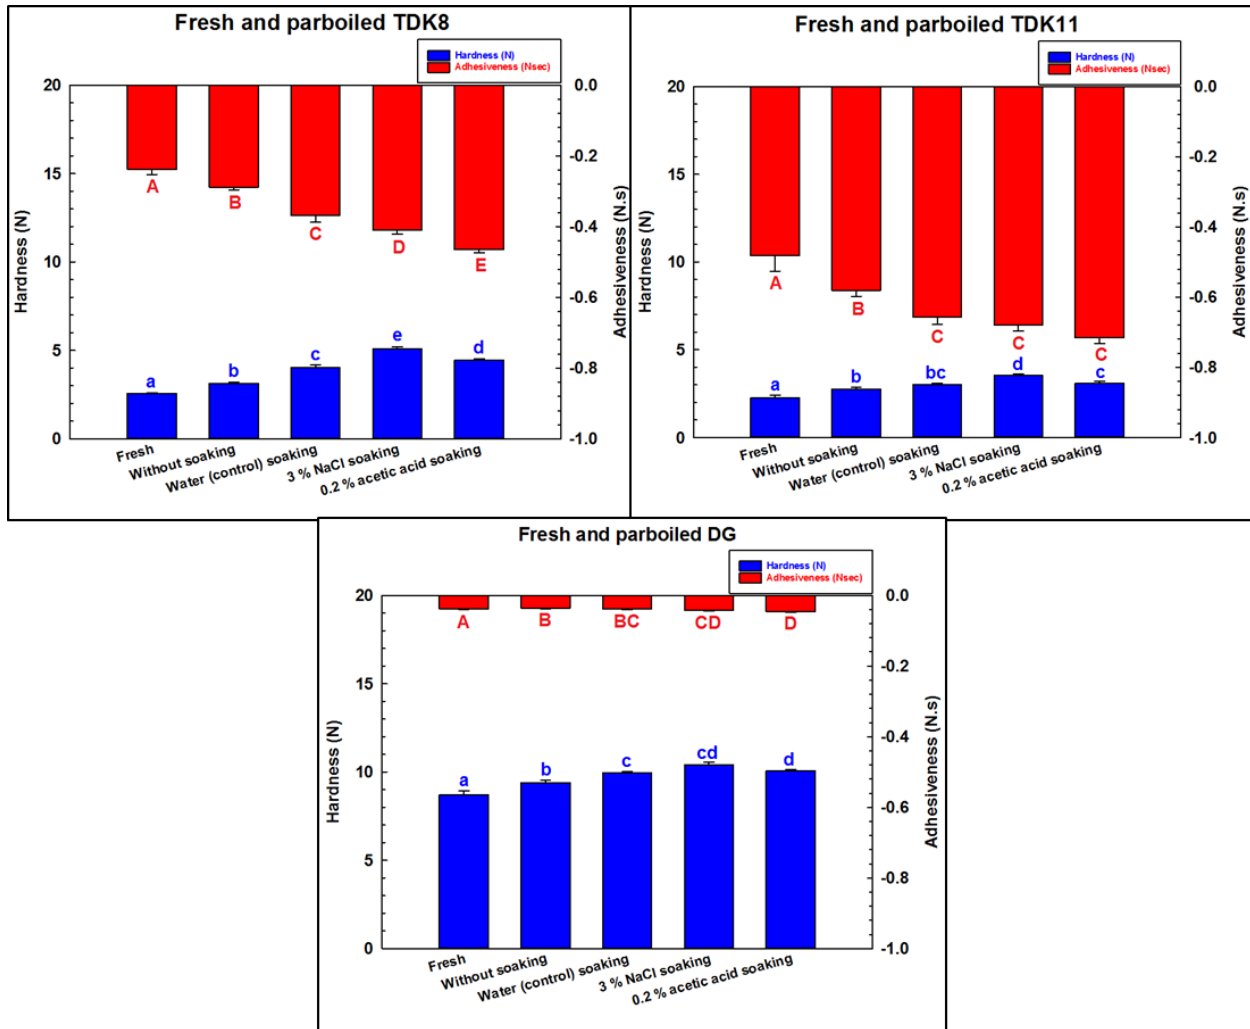 Fresh and parboiled TDK8
Hardness (N)
Adhesiveness (Nsec)
20
15
10
5
0
Hardness (N)
0.0
-0.2
-0.4
-0.6
-0.8
-1.0
Adhesiveness (N.s)
A
B
C
D
E
a
b
c
e
d
Fresh
Without soaking
Water (control) soaking
3 % NaCl soaking
0.2 % acetic acid soaking
Fresh and parboiled TDK11
Hardness (N)
Adhesiveness (Nsec)
20
15
10
5
0
Hardness (N)
0.0
-0.2
-0.4
-0.6
-0.8
-1.0
Adhesiveness (N.s)
A
B
C
C
C
a
b
bc
d
c
Fresh
Without soaking
Water (control) soaking
3 % NaCl soaking
0.2 % acetic acid soaking
Fresh and parboiled DG
Hardness (N)
Adhesiveness (Nsec)
20
15
10
5
0
Hardness (N)
0.0
-0.2
-0.4
-0.6
-0.8
-1.0
Adhesiveness (N.s)
A
B
BC
CD
D
a
b
c
cd
d
Fresh
Without soaking
Water (control) soaking
3 % NaCl soaking
0.2 % acetic acid soaking